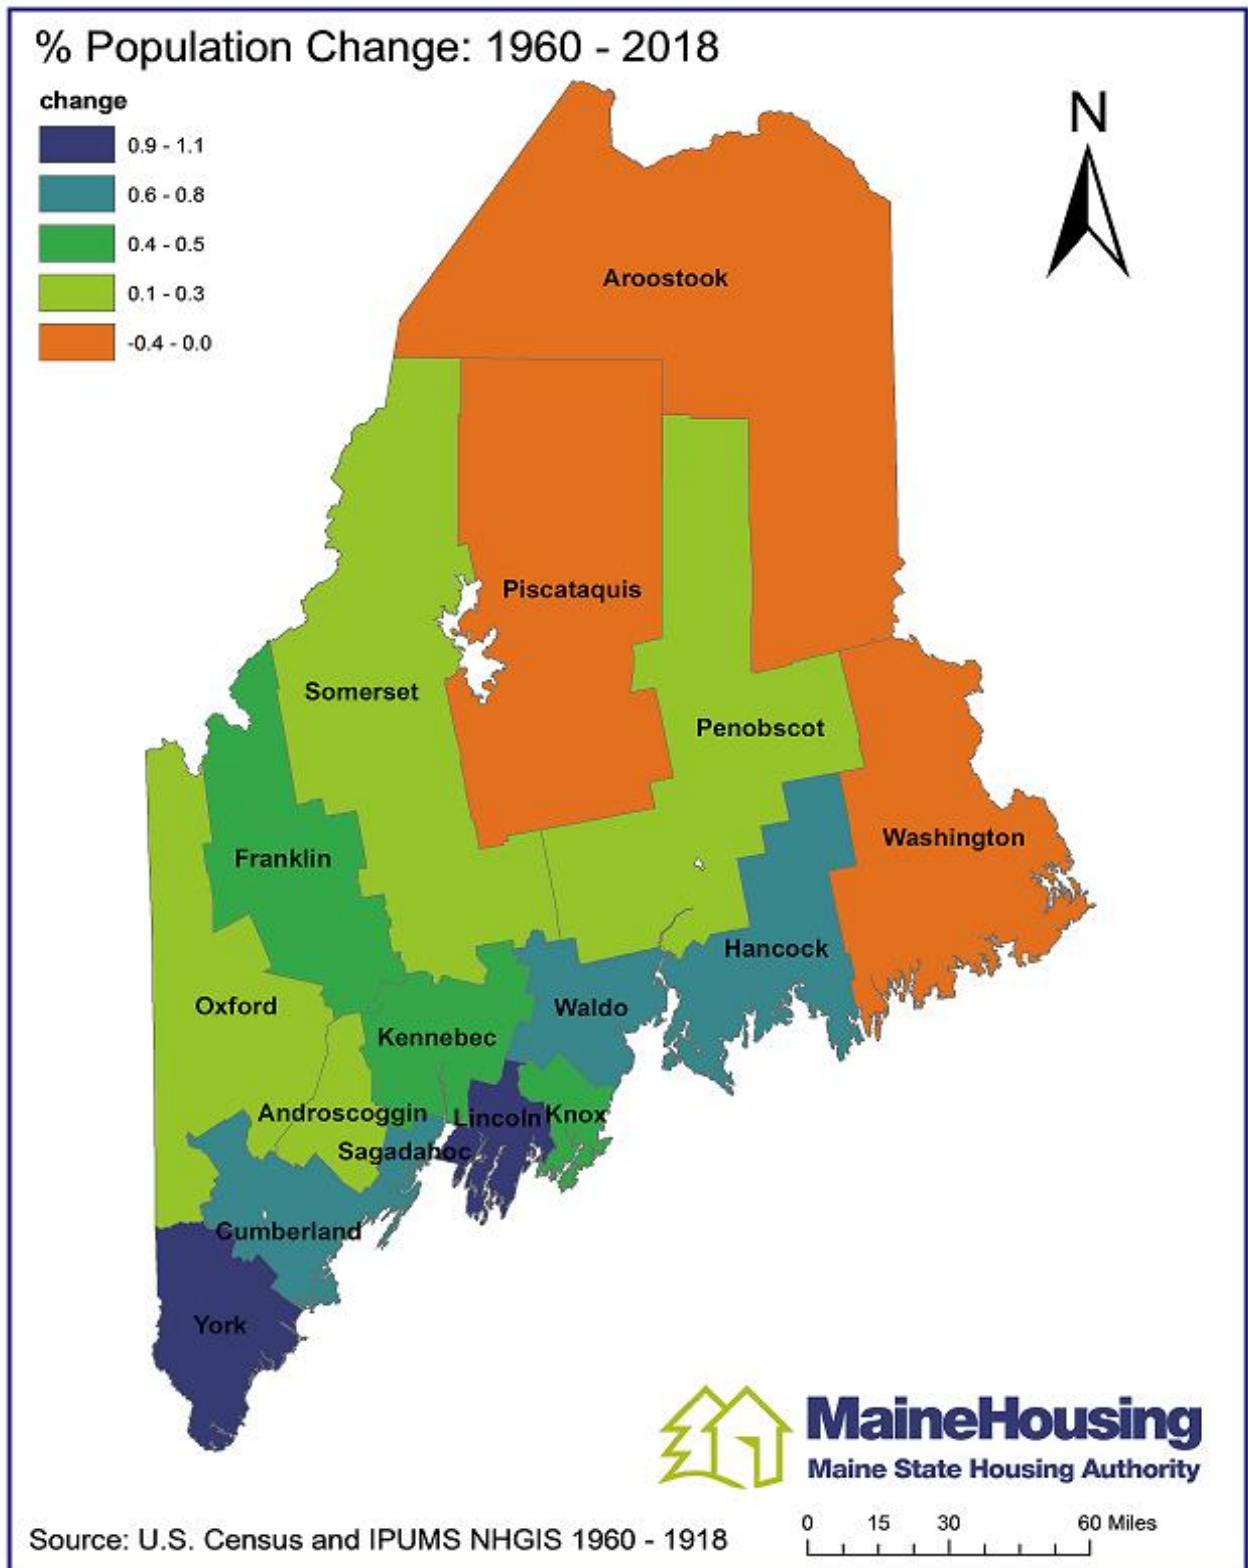 % Population Change: 1960 - 2018
change
0.9 - 1.1
0.6 - 0.8
0.4 - 0.5
0.1 - 0.3
-0.4 - 0.0
N
Aroostook
Piscataquis
Somerset
Penobscot
Washington
Franklin
Hancock
Oxford
Waldo
Kennebec
Androscoggin
Lincoln
Knox
Sagadahoc
Cumberland
York
MaineHousing
Maine State Housing Authority
Source: U.S. Census and IPUMS NHGIS 1960 - 1918
0 15 30 60 Miles